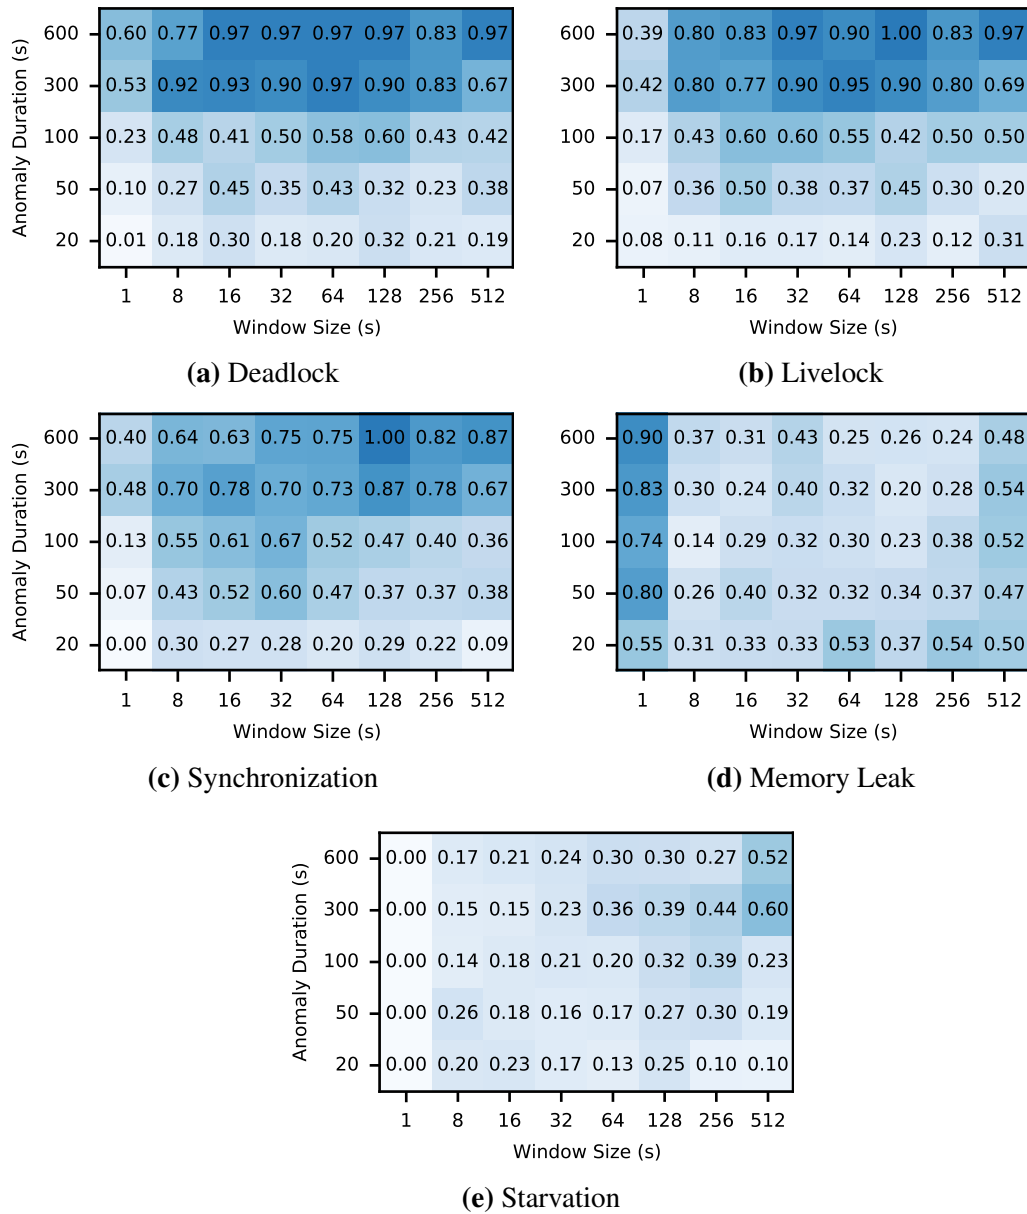 600 0.60 0.77 0.97 0.97 0.97 0.97 0.83 0.97
300 0.53 0.92 0.93 0.90 0.97 0.90 0.83 0.67
100 0.23 0.48 0.41 0.50 0.58 0.60 0.43 0.42
50 0.10 0.27 0.45 0.35 0.43 0.32 0.23 0.38
20 0.01 0.18 0.30 0.18 0.20 0.32 0.21 0.19
Anomaly Duration (s)
1 8 16 32 64 128 256 512
Window Size (s)
(a) Deadlock
600 0.39 0.80 0.83 0.97 0.90 1.00 0.83 0.97
300 0.42 0.80 0.77 0.90 0.95 0.90 0.80 0.69
100 0.17 0.43 0.60 0.60 0.55 0.42 0.50 0.50
50 0.07 0.36 0.50 0.38 0.37 0.45 0.30 0.20
20 0.08 0.11 0.16 0.17 0.14 0.23 0.12 0.31
1 8 16 32 64 128 256 512
Window Size (s)
(b) Livelock
600 0.40 0.64 0.63 0.75 0.75 1.00 0.82 0.87
300 0.48 0.70 0.78 0.70 0.73 0.87 0.78 0.67
100 0.13 0.55 0.61 0.67 0.52 0.47 0.40 0.36
50 0.07 0.43 0.52 0.60 0.47 0.37 0.37 0.38
20 0.00 0.30 0.27 0.28 0.20 0.29 0.22 0.09
Anomaly Duration (s)
1 8 16 32 64 128 256 512
Window Size (s)
(c) Synchronization
600 0.90 0.37 0.31 0.43 0.25 0.26 0.24 0.48
300 0.83 0.30 0.24 0.40 0.32 0.20 0.28 0.54
100 0.74 0.14 0.29 0.32 0.30 0.23 0.38 0.52
50 0.80 0.26 0.40 0.32 0.32 0.34 0.37 0.47
20 0.55 0.31 0.33 0.33 0.53 0.37 0.54 0.50
1 8 16 32 64 128 256 512
Window Size (s)
(d) Memory Leak
600 0.00 0.17 0.21 0.24 0.30 0.30 0.27 0.52
300 0.00 0.15 0.15 0.23 0.36 0.39 0.44 0.60
100 0.00 0.14 0.18 0.21 0.20 0.32 0.39 0.23
50 0.00 0.26 0.18 0.16 0.17 0.27 0.30 0.19
20 0.00 0.20 0.23 0.17 0.13 0.25 0.10 0.10
Anomaly Duration (s)
1 8 16 32 64 128 256 512
Window Size (s)
(e) Starvation